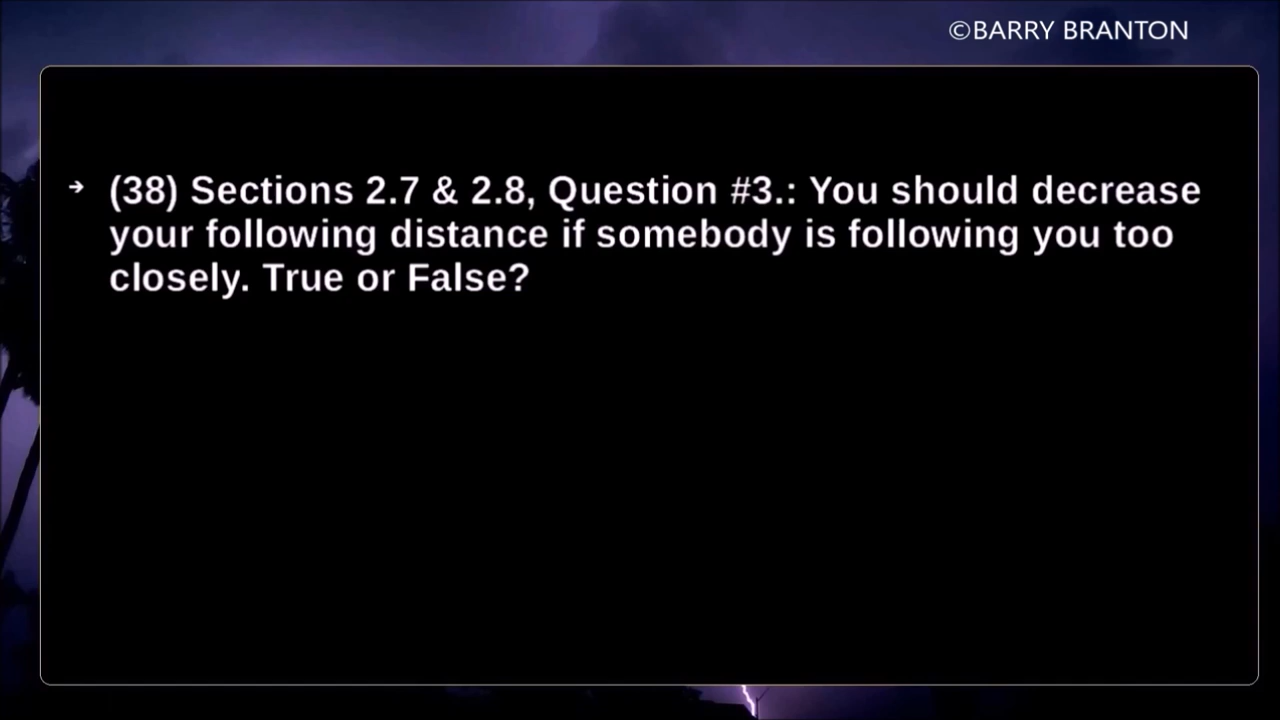 ©BARRY BRANTON
➔ (38) Sections 2.7 & 2.8, Question #3.: You should decrease
your following distance if somebody is following you too
closely. True or False?